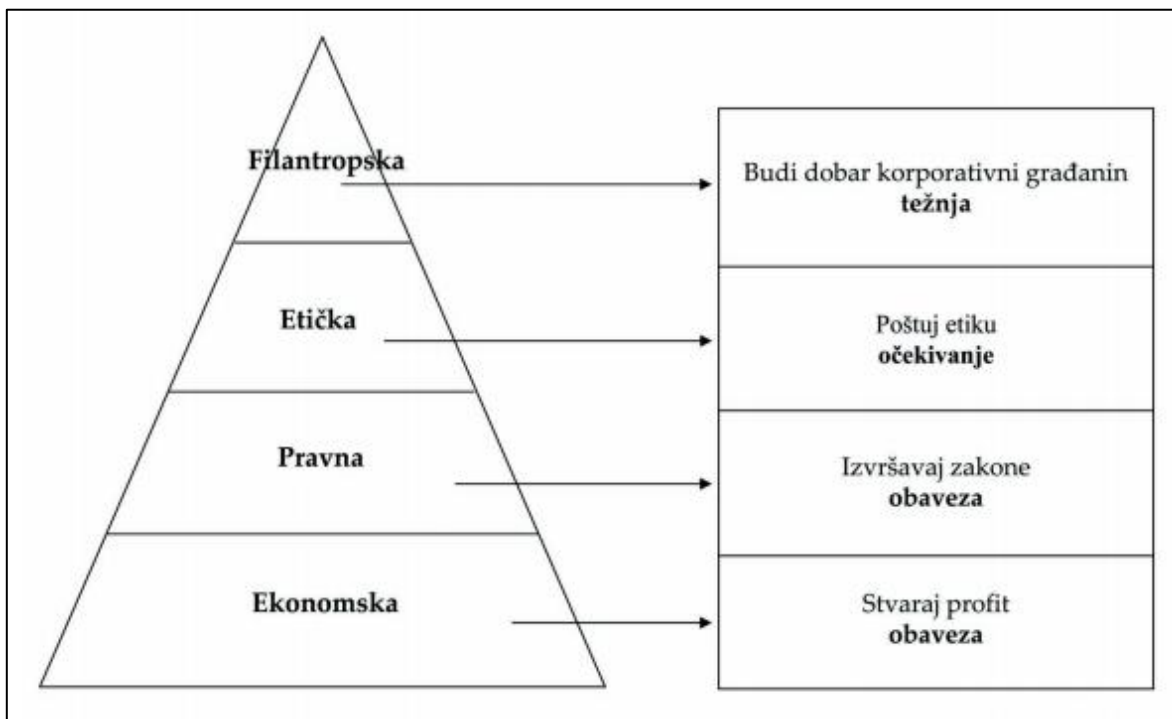 Filantropska
Budi dobar korporativni građanin
težnja
Etička
Poštuj etiku
očekivanje
Pravna
Izvršavaj zakone
obaveza
Ekonomska
Stvaraj profit
obaveza